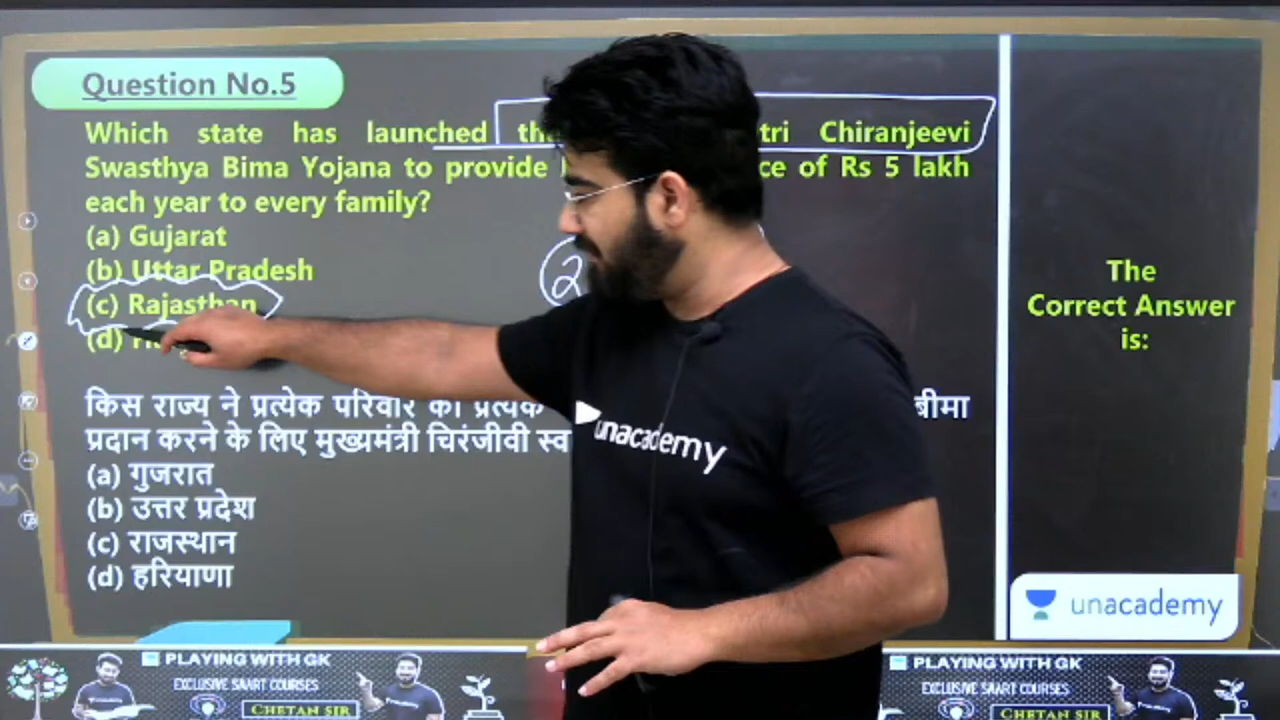 Question No.5
Which state has launched tri Chiranjeevi
Swasthya Bima Yojana to provide ce of Rs 5 lakh
each year to every family?
(a) Gujarat
(b) Uttar Pradesh
(c) Rajasthan
(d)
2
किस राज्य ने प्रत्येक परिवार को प्रत्येक बीमा
प्रदान करने के लिए मुख्यमंत्री चिरंजीवी स्व
(a) गुजरात
(b) उत्तर प्रदेश
(c) राजस्थान
(d) हरियाणा
The
Correct Answer
is:
unacademy
unacademy
PLAYING WITH GK
EXCLUSIVE SAART COURSES
CHETAN SIR
PLAYING WITH GK
EXCLUSIVE SAART COURSES
CHETAN SIR